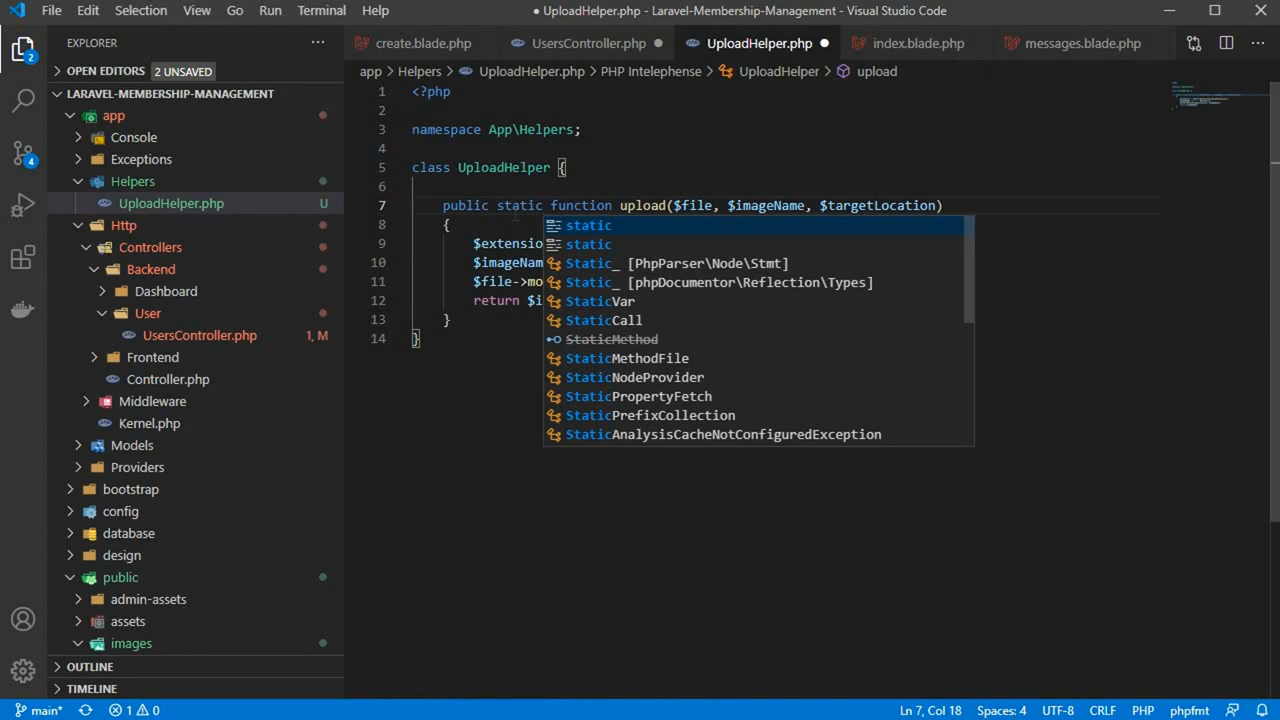 File Edit Selection View Go Run Terminal Help ● UploadHelper.php - Laravel-Membership-Management - Visual Studio Code
EXPLORER
create.blade.php UsersController.php UploadHelper.php index.blade.php messages.blade.php
2
OPEN EDITORS 2 UNSAVED
app > Helpers > UploadHelper.php > PHP Intelephense > UploadHelper > upload
LARAVEL-MEMBERSHIP-MANAGEMENT
app
Console
Exceptions
Helpers
UploadHelper.php U
Http
Controllers
Backend
Dashboard
User
UsersController.php 1, M
Frontend
Controller.php
Middleware
Kernel.php
Models
Providers
bootstrap
config
database
design
public
admin-assets
assets
images
OUTLINE
TIMELINE
4
1 <?php
2
3 namespace App\Helpers;
4
5 class UploadHelper {
6
7 public static function upload($file, $imageName, $targetLocation)
8 {
9 $extensio
10 $imageNam
11 $file->mo
12 return $i
13 }
14 }
static
static
Static_ [PhpParser\Node\Stmt]
Static_ [phpDocumentor\Reflection\Types]
StaticVar
StaticCall
StaticMethod
StaticMethodFile
StaticNodeProvider
StaticPropertyFetch
StaticPrefixCollection
StaticAnalysisCacheNotConfiguredException
main* 1 0 Ln 7, Col 18 Spaces: 4 UTF-8 CRLF PHP phpfmt